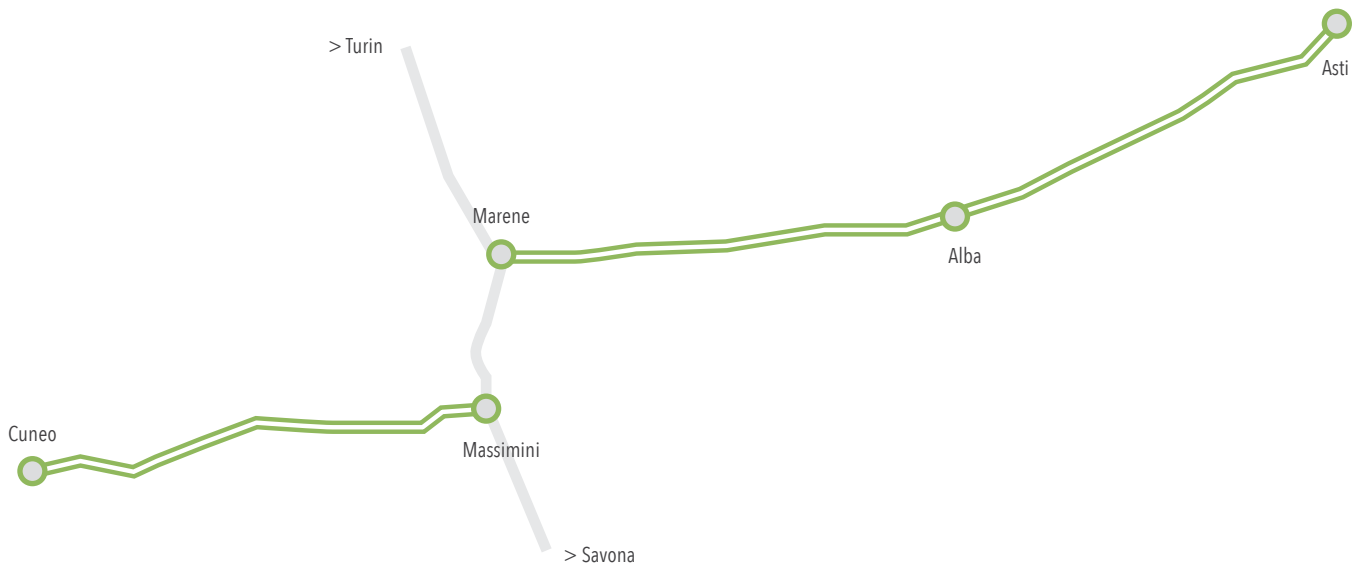 > Turin
Asti
Marene
Alba
Cuneo
Massimini
> Savona